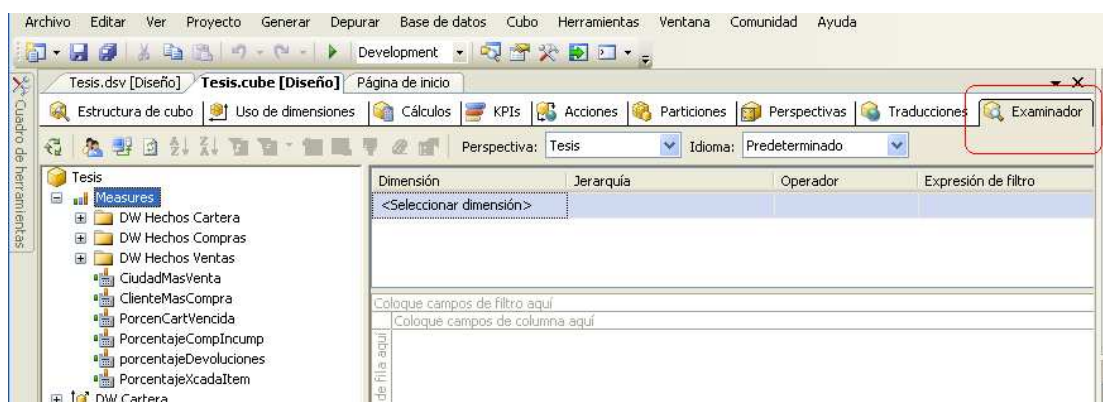 Archivo Editar Ver Proyecto Generar Depurar Base de datos Cubo Herramientas Ventana Comunidad Ayuda
Development
Tesis.dsv [Diseño] Tesis.cube [Diseño] Página de inicio
Cuadro de herramientas
Estructura de cubo Uso de dimensiones Cálculos KPIs Acciones Particiones Perspectivas Traducciones Examinador
Perspectiva: Tesis Idioma: Predeterminado
Tesis
Measures
DW Hechos Cartera
DW Hechos Compras
DW Hechos Ventas
CiudadMasVenta
ClienteMasCompra
PorcenCartVencida
PorcentajeCompIncump
porcentajeDevoluciones
PorcentajeXcadaItem
DW Cartera
Dimensión Jerarquía Operador Expresión de filtro
<Seleccionar dimensión>
Coloque campos de filtro aquí
Coloque campos de columna aquí
de fila aquí